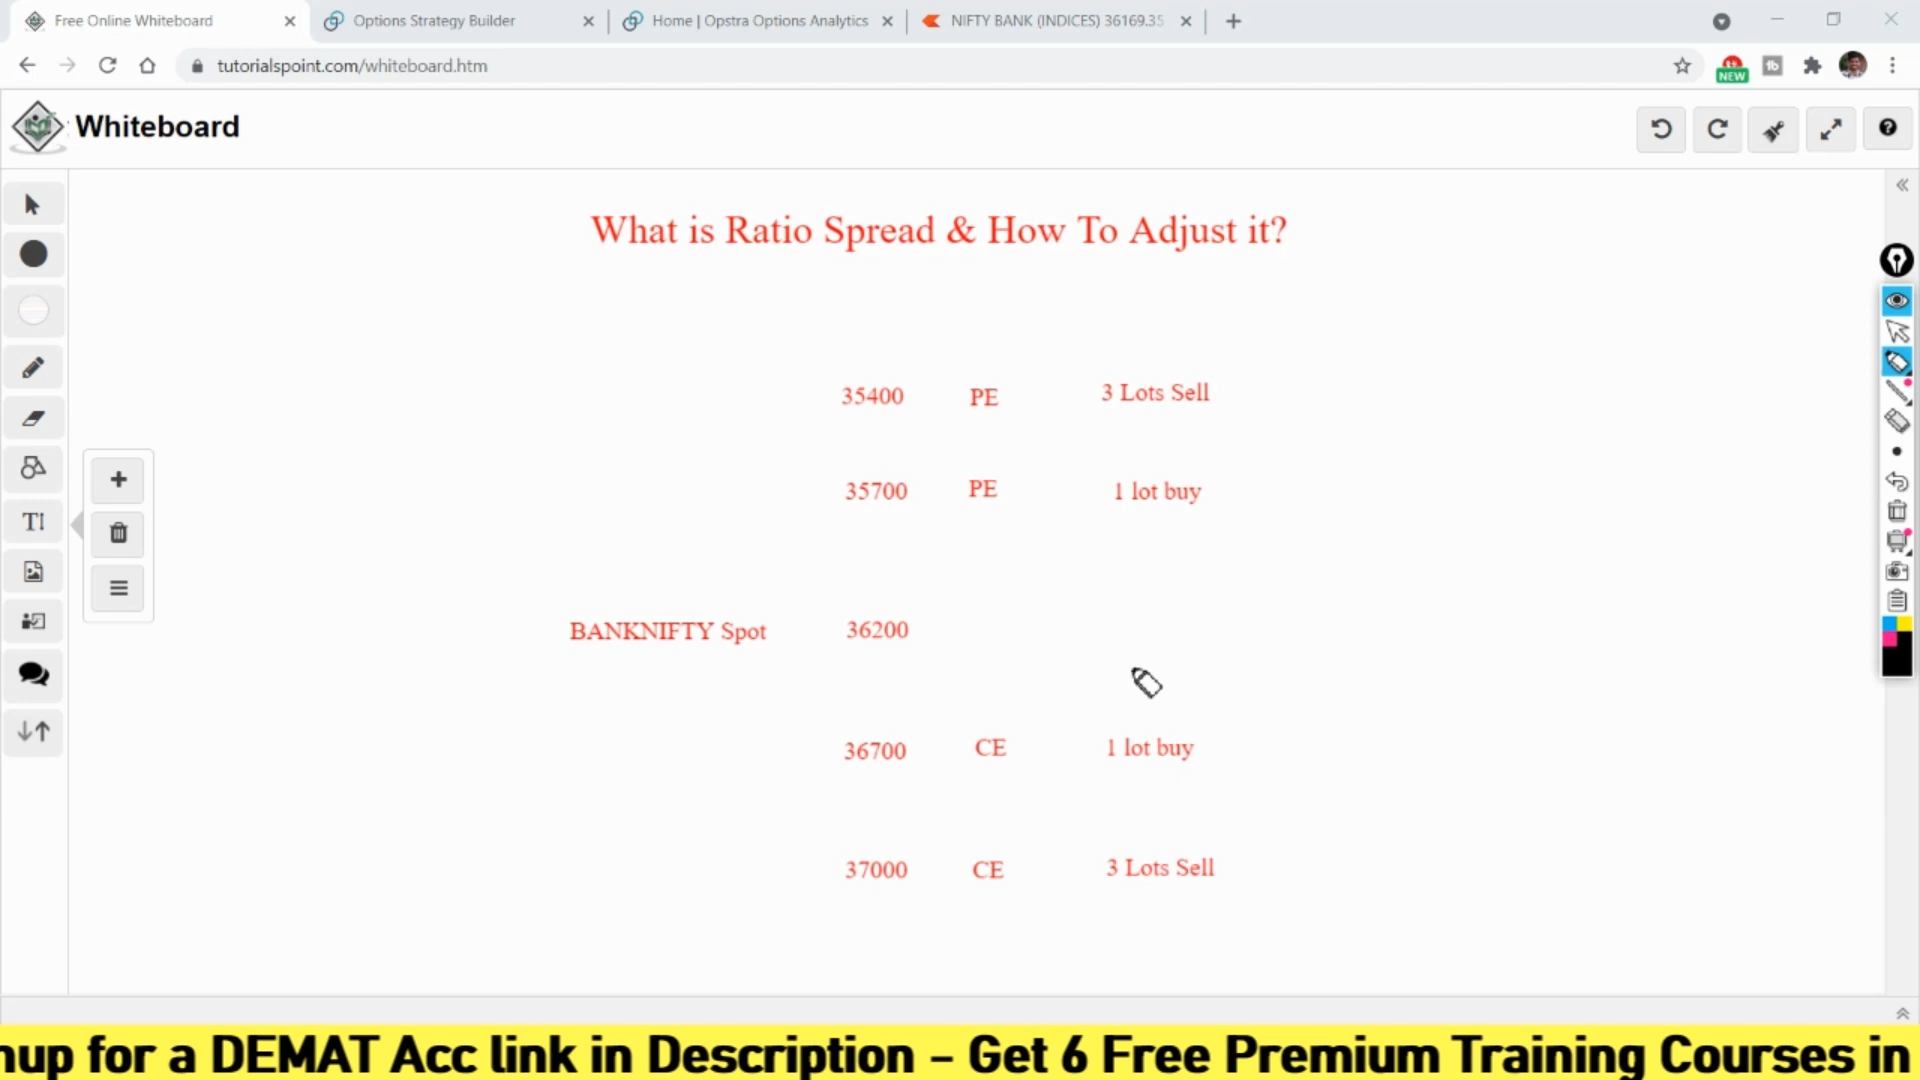 Free Online Whiteboard
Options Strategy Builder
Home | Opstra Options Analytics
NIFTY BANK (INDICES) 36169.35
tutorialspoint.com/whiteboard.htm
NEW
Whiteboard
What is Ratio Spread & How To Adjust it?
35400 PE 3 Lots Sell
35700 PE 1 lot buy
BANKNIFTY Spot 36200
36700 CE 1 lot buy
37000 CE 3 Lots Sell
TI
nup for a DEMAT Acc link in Description – Get 6 Free Premium Training Courses in